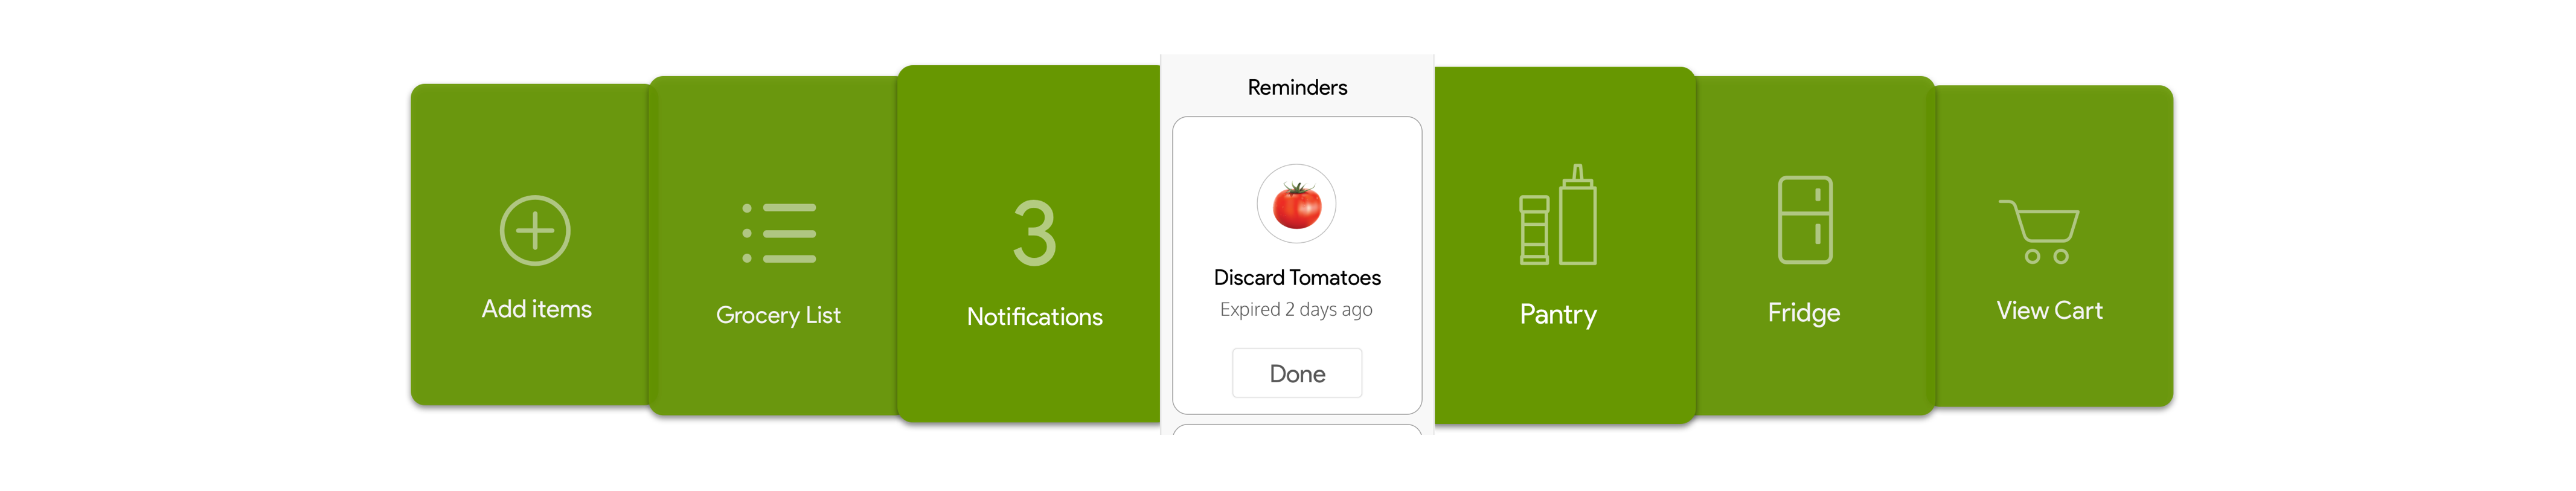 Add items
Grocery List
3
Notifications
Reminders
Discard Tomatoes
Expired 2 days ago
Done
Pantry
Fridge
View Cart